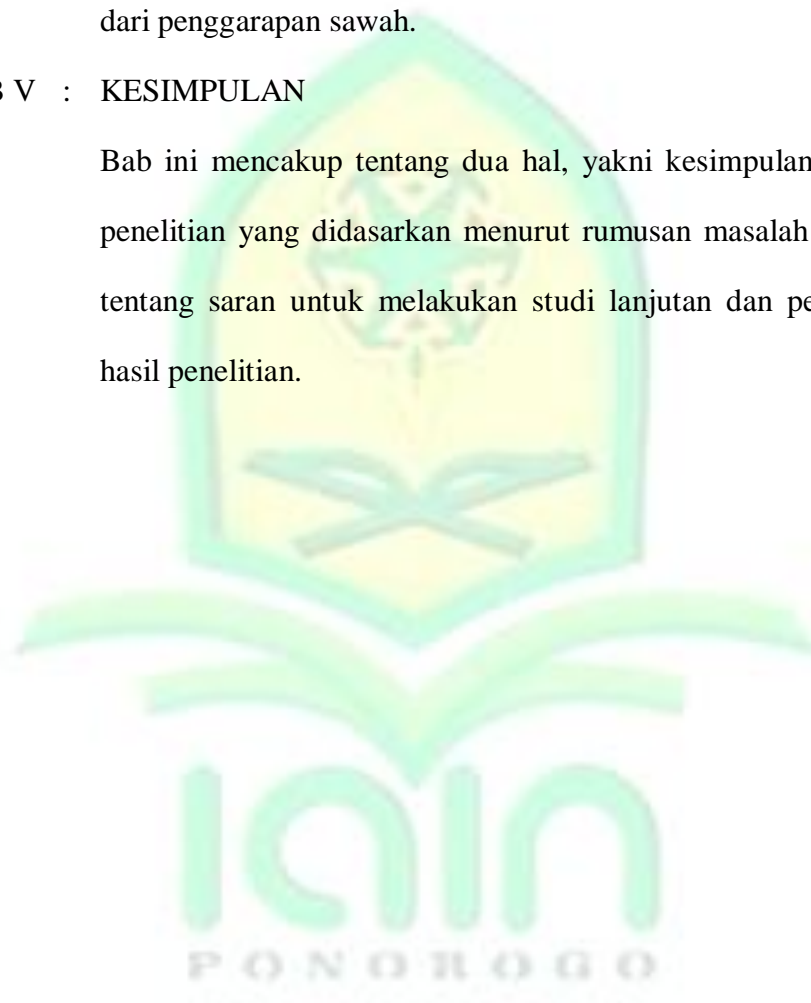 dari penggarapan sawah.
B V : KESIMPULAN
Bab ini mencakup tentang dua hal, yakni kesimpulan
penelitian yang didasarkan menurut rumusan masalah
tentang saran untuk melakukan studi lanjutan dan pe
hasil penelitian.
iain
PONOROGO